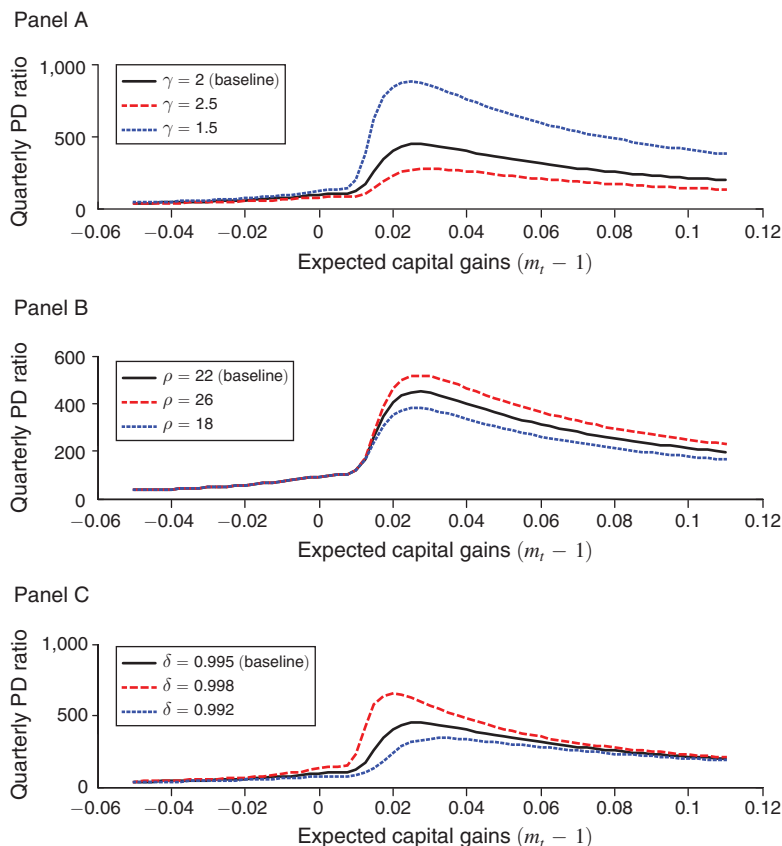 Panel A
Quarterly PD ratio
1,000
500
0
γ = 2 (baseline)
γ = 2.5
γ = 1.5
−0.06 −0.04 −0.02 0 0.02 0.04 0.06 0.08 0.1 0.12
Expected capital gains (m_t − 1)
Panel B
Quarterly PD ratio
600
400
200
0
ρ = 22 (baseline)
ρ = 26
ρ = 18
−0.06 −0.04 −0.02 0 0.02 0.04 0.06 0.08 0.1 0.12
Expected capital gains (m_t − 1)
Panel C
Quarterly PD ratio
1,000
500
0
δ = 0.995 (baseline)
δ = 0.998
δ = 0.992
−0.06 −0.04 −0.02 0 0.02 0.04 0.06 0.08 0.1 0.12
Expected capital gains (m_t − 1)